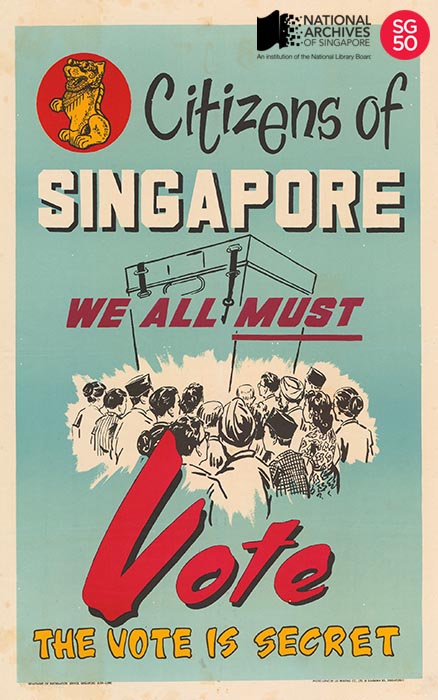 NATIONAL
ARCHIVES
OF SINGAPORE
An institution of the National Library Board
SG
50
Citizens of
SINGAPORE
WE ALL MUST
Vote
THE VOTE IS SECRET